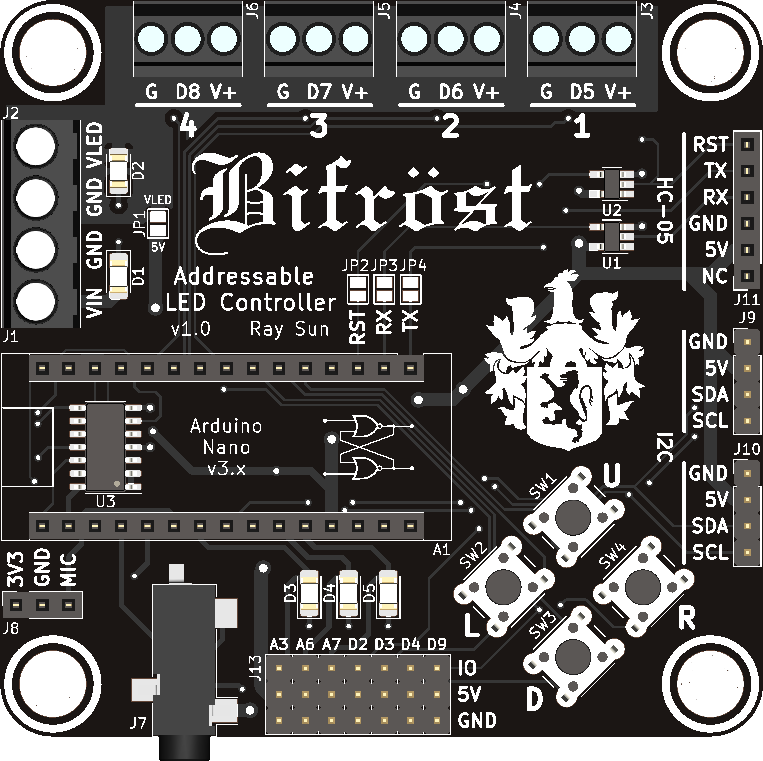 J6
J5
J4
J3
G D8 V+
G D7 V+
G D6 V+
G D5 V+
4
3
2
1
J2
GND VLED
D2
VLED
JP1
5V
VIN GND
D1
J1
Bifröst
Addressable
LED Controller
v1.0 Ray Sun
JP2
JP3
JP4
RST
RX
TX
U2
U1
HC-05
RST
TX
RX
GND
5V
NC
J11
J9
GND
5V
SDA
SCL
I2C
J10
GND
5V
SDA
SCL
Arduino
Nano
v3.x
U3
A1
SW1
U
SW2
L
SW4
R
SW3
D
3V3
GND
MIC
J8
J7
D3
D4
D5
A3 A6 A7 D2 D3 D4 D9
J13
IO
5V
GND